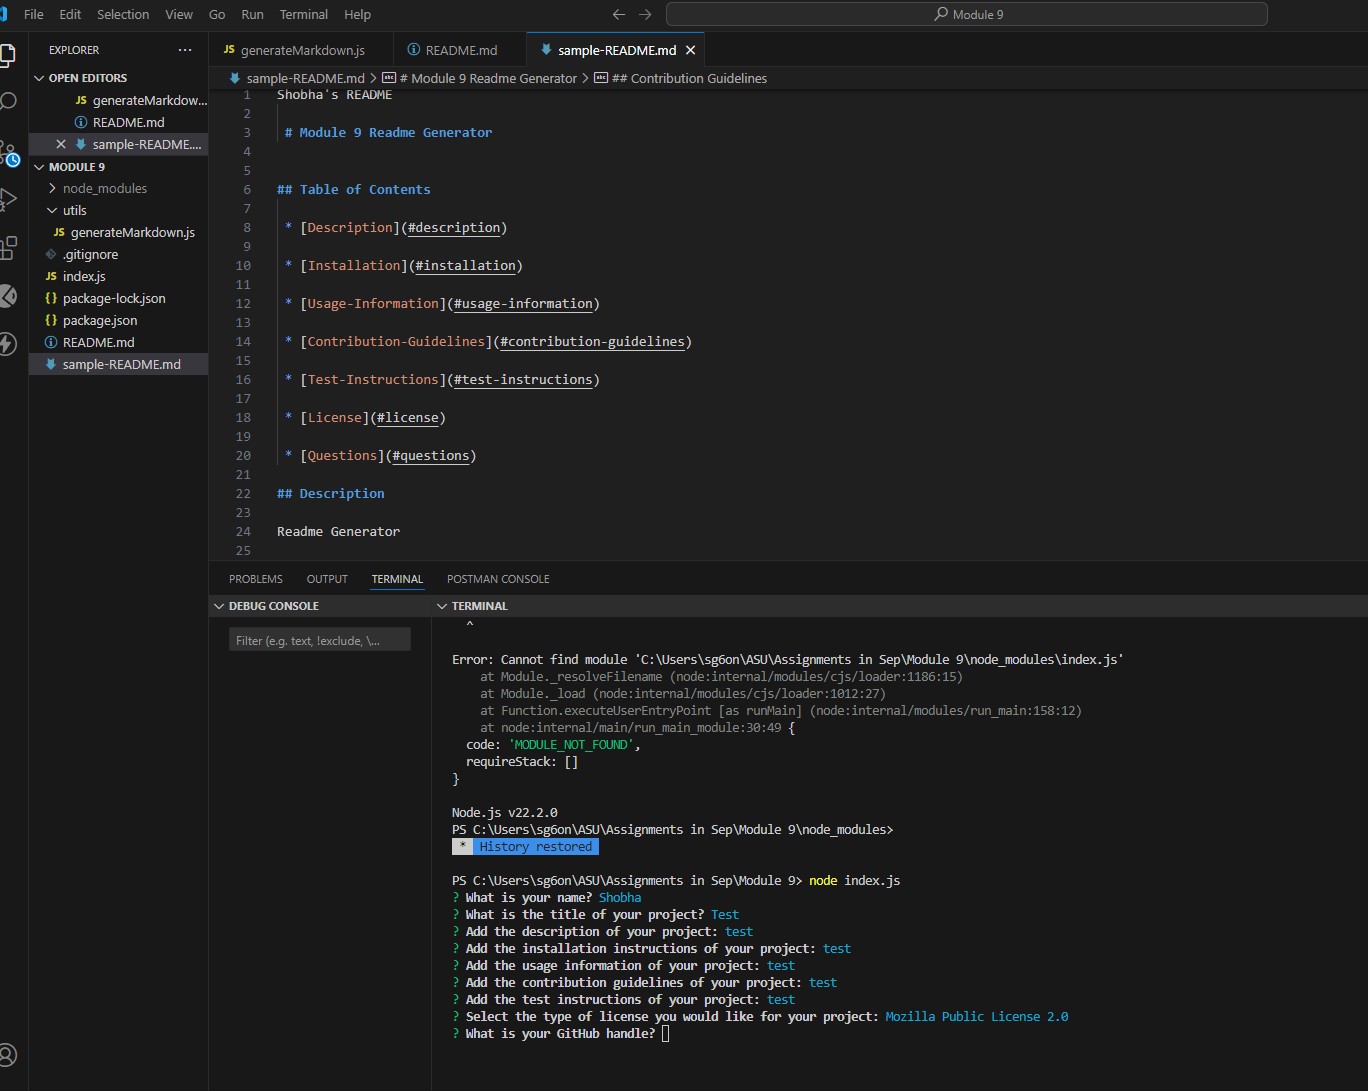 File Edit Selection View Go Run Terminal Help
Module 9
EXPLORER ···
OPEN EDITORS
JS generateMarkdow...
README.md
sample-README....
MODULE 9
node_modules
utils
JS generateMarkdown.js
.gitignore
JS index.js
{} package-lock.json
{} package.json
README.md
sample-README.md
JS generateMarkdown.js README.md sample-README.md
sample-README.md > # Module 9 Readme Generator > ## Contribution Guidelines
1 Shobha's README
2
3 # Module 9 Readme Generator
4
5
6 ## Table of Contents
7
8 * [Description](#description)
9
10 * [Installation](#installation)
11
12 * [Usage-Information](#usage-information)
13
14 * [Contribution-Guidelines](#contribution-guidelines)
15
16 * [Test-Instructions](#test-instructions)
17
18 * [License](#license)
19
20 * [Questions](#questions)
21
22 ## Description
23
24 Readme Generator
25
PROBLEMS OUTPUT TERMINAL POSTMAN CONSOLE
DEBUG CONSOLE
Filter (e.g. text, !exclude, \...
TERMINAL
^
Error: Cannot find module 'C:\Users\sg6on\ASU\Assignments in Sep\Module 9\node_modules\index.js'
at Module._resolveFilename (node:internal/modules/cjs/loader:1186:15)
at Module._load (node:internal/modules/cjs/loader:1012:27)
at Function.executeUserEntryPoint [as runMain] (node:internal/modules/run_main:158:12)
at node:internal/main/run_main_module:30:49 {
code: 'MODULE_NOT_FOUND',
requireStack: []
}
Node.js v22.2.0
PS C:\Users\sg6on\ASU\Assignments in Sep\Module 9\node_modules>
* History restored
PS C:\Users\sg6on\ASU\Assignments in Sep\Module 9> node index.js
? What is your name? Shobha
? What is the title of your project? Test
? Add the description of your project: test
? Add the installation instructions of your project: test
? Add the usage information of your project: test
? Add the contribution guidelines of your project: test
? Add the test instructions of your project: test
? Select the type of license you would like for your project: Mozilla Public License 2.0
? What is your GitHub handle?